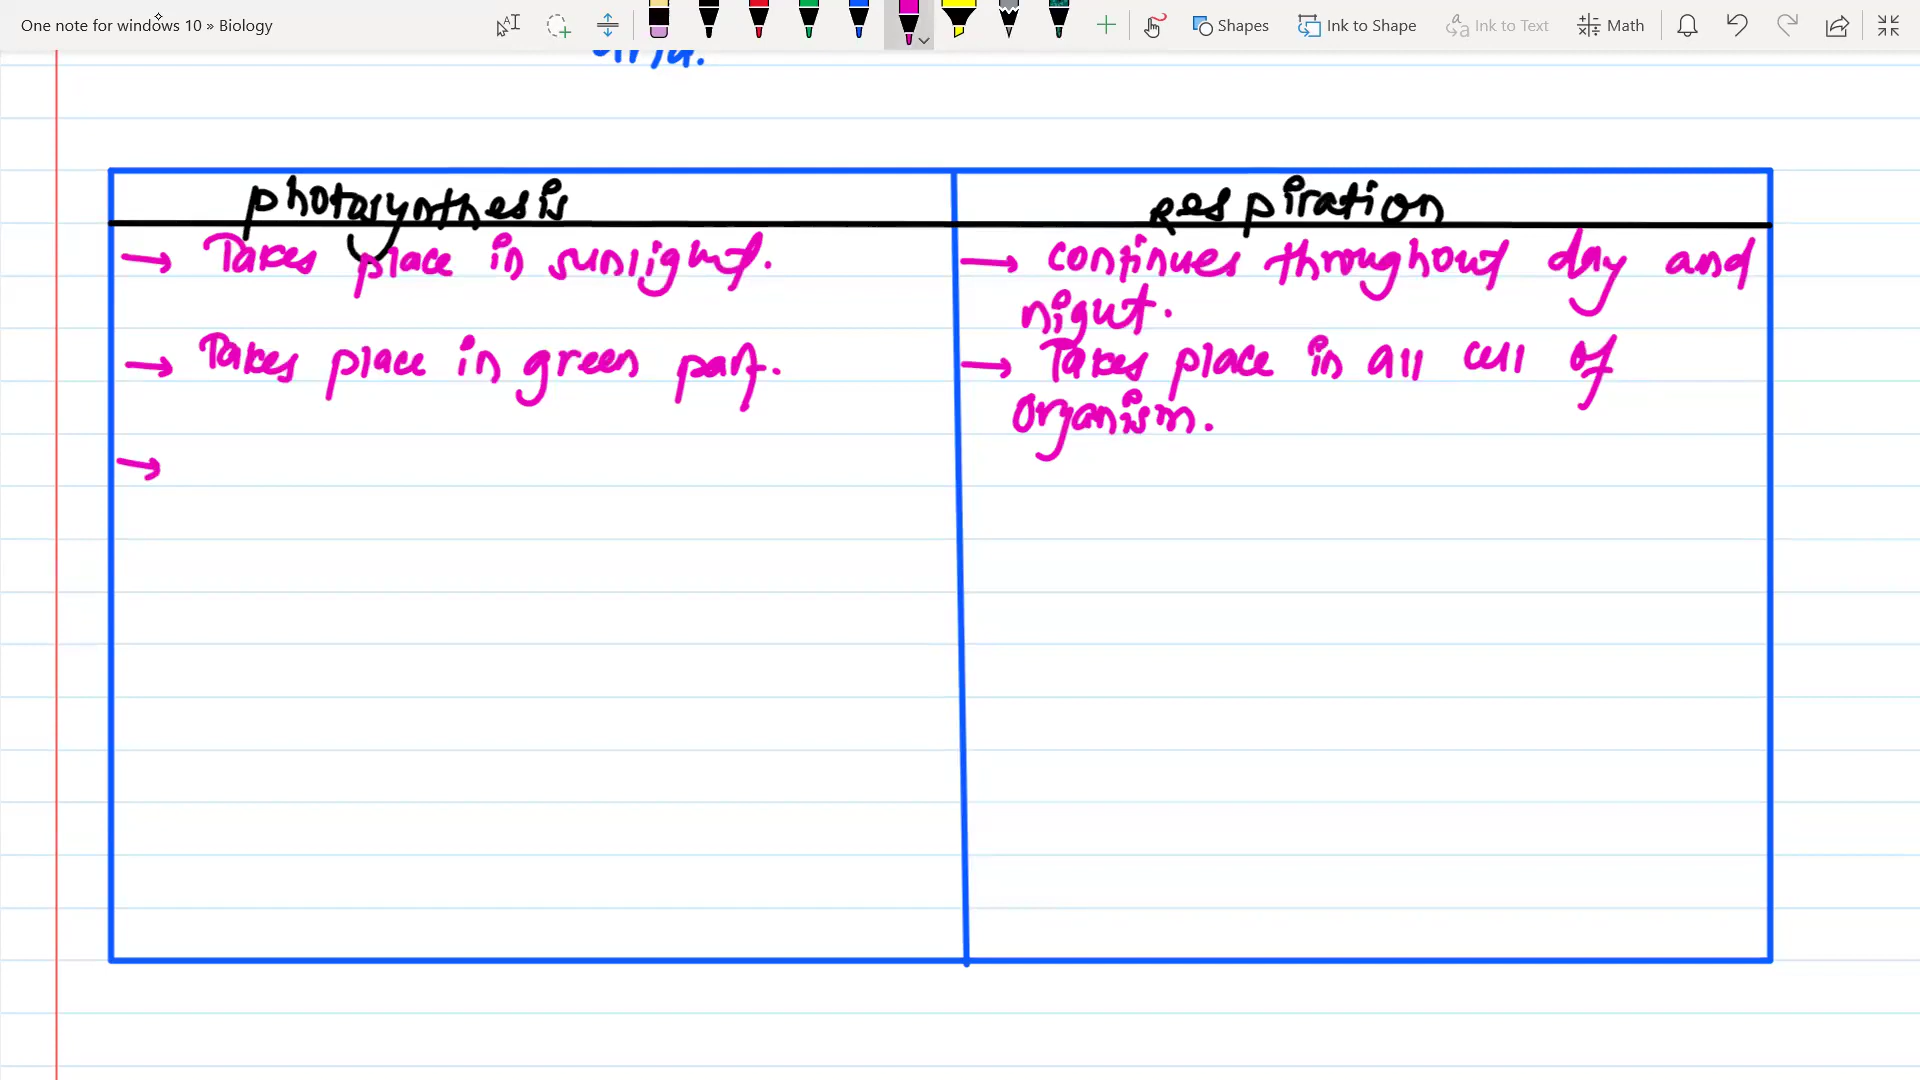 One note for windows 10 » Biology
Shapes
Ink to Shape
Ink to Text
Math
photosynthesis
Respiration
→ Takes place in sunlight.
→ continues throughout day and
night.
→ Takes place in green part.
→ Takes place in all cell of
organism.
→